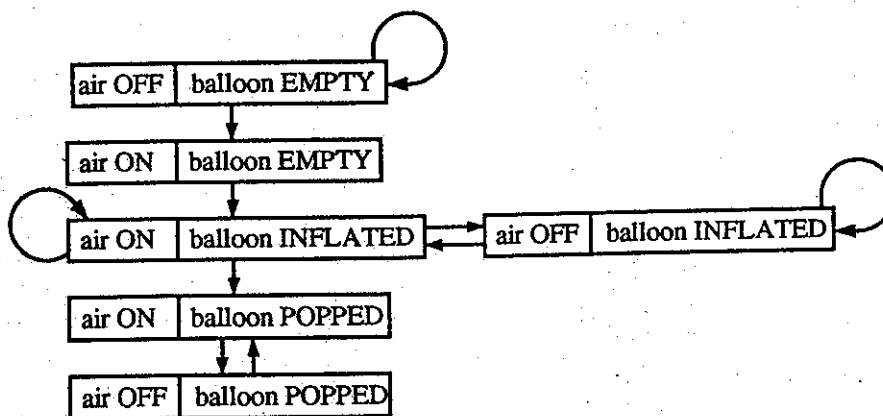 air OFF balloon EMPTY
air ON balloon EMPTY
air ON balloon INFLATED air OFF balloon INFLATED
air ON balloon POPPED
air OFF balloon POPPED